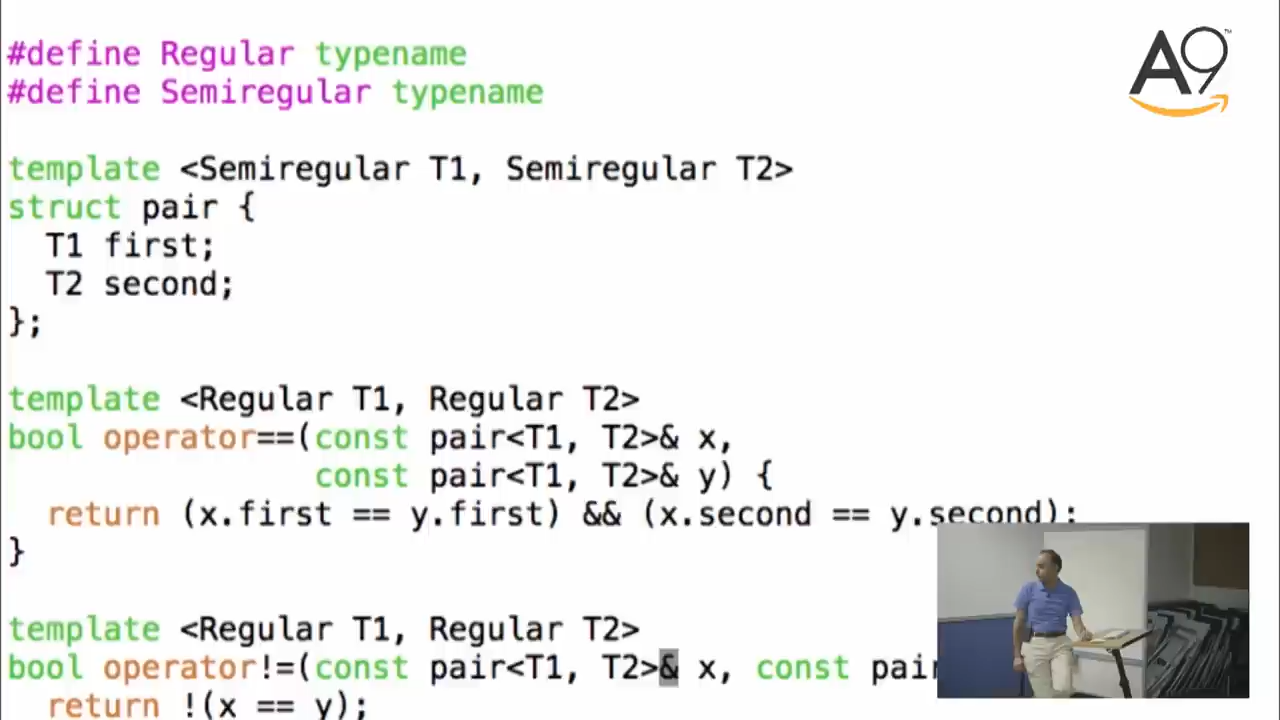 #define Regular typename
#define Semiregular typename
A9™
template <Semiregular T1, Semiregular T2>
struct pair {
  T1 first;
  T2 second;
};
template <Regular T1, Regular T2>
bool operator==(const pair<T1, T2>& x,
                const pair<T1, T2>& y) {
  return (x.first == y.first) && (x.second == y.second);
}
template <Regular T1, Regular T2>
bool operator!=(const pair<T1, T2>& x, const pair
  return !(x == y);